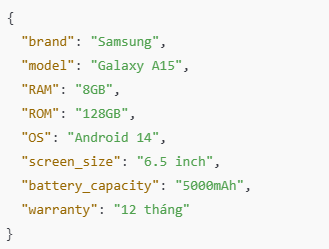 {
  "brand": "Samsung",
  "model": "Galaxy A15",
  "RAM": "8GB",
  "ROM": "128GB",
  "OS": "Android 14",
  "screen_size": "6.5 inch",
  "battery_capacity": "5000mAh",
  "warranty": "12 tháng"
}